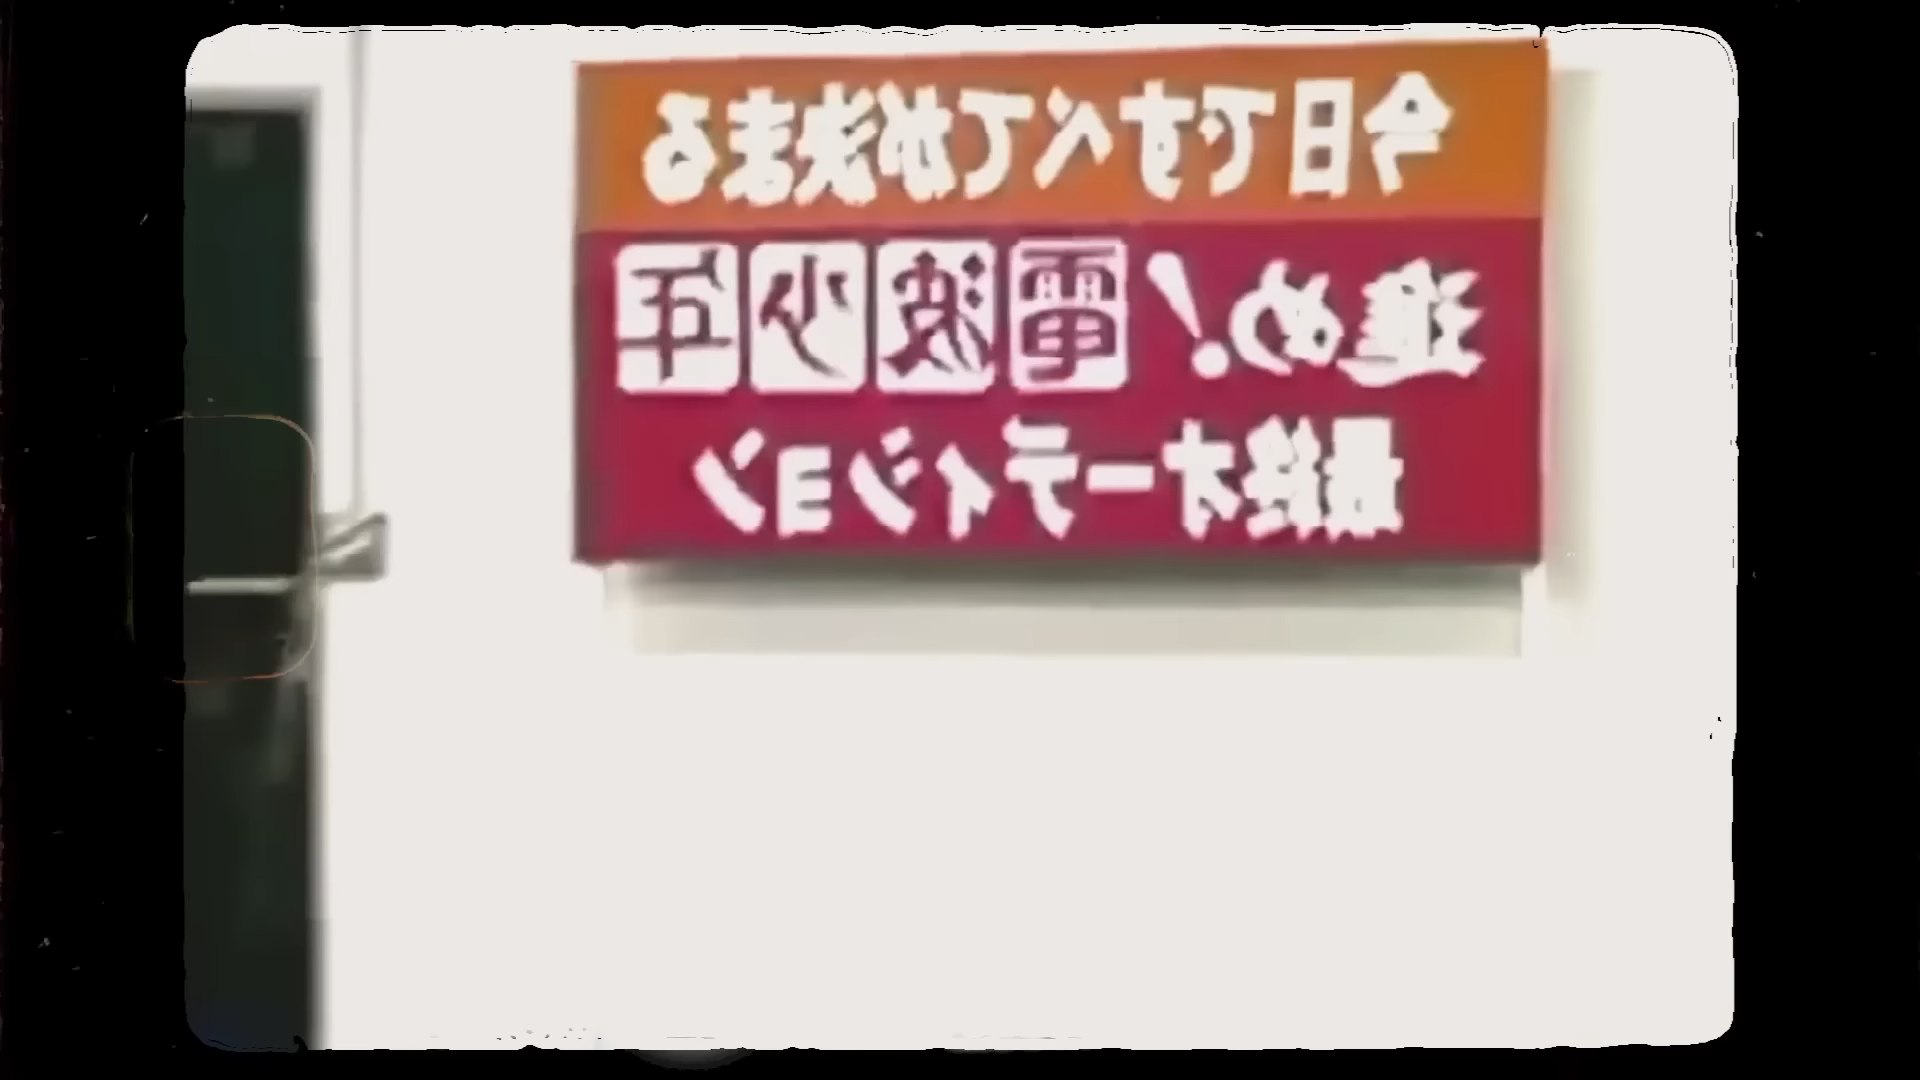 今日ですべてが決まる
進め!電波少年
最終オーディション